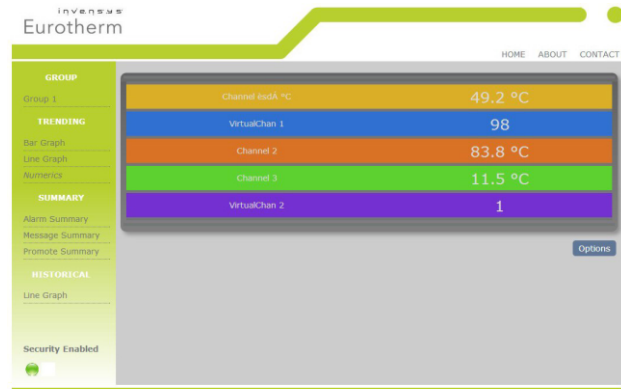 invensys
Eurotherm
HOME ABOUT CONTACT
GROUP
Group 1
TRENDING
Bar Graph
Line Graph
Numerics
SUMMARY
Alarm Summary
Message Summary
Promote Summary
HISTORICAL
Line Graph
Security Enabled
Channel èsdÂ °C 49.2 °C
VirtualChan 1 98
Channel 2 83.8 °C
Channel 3 11.5 °C
VirtualChan 2 1
Options